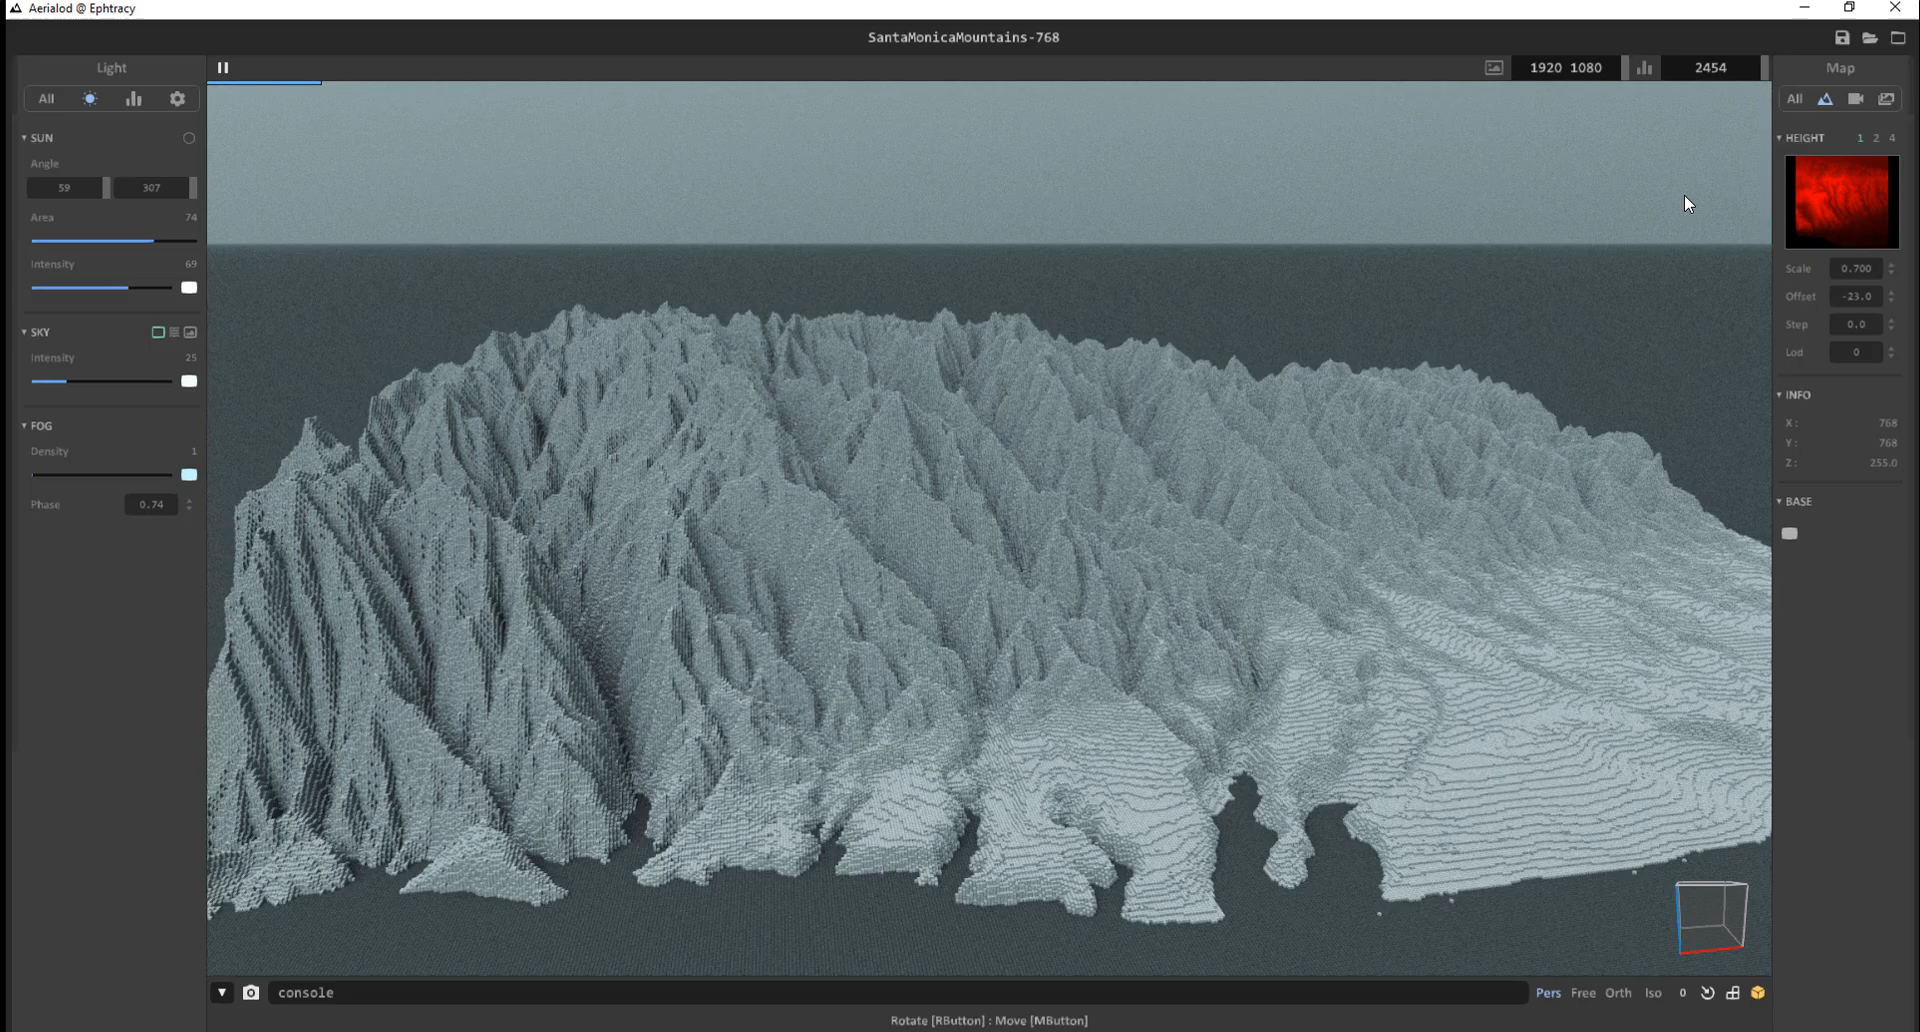 Aerialod @ Ephtracy
SantaMonicaMountains-768
Light
1920 1080
2454
Map
All
All
SUN
Angle
59
307
Area
74
Intensity
69
SKY
Intensity
25
FOG
Density
1
Phase
0.74
HEIGHT
1 2 4
Scale
0.700
Offset
-23.0
Step
0.0
Lod
0
INFO
X :
768
Y :
768
Z :
255.0
BASE
console
Pers Free Orth Iso 0
Rotate [RButton] : Move [MButton]